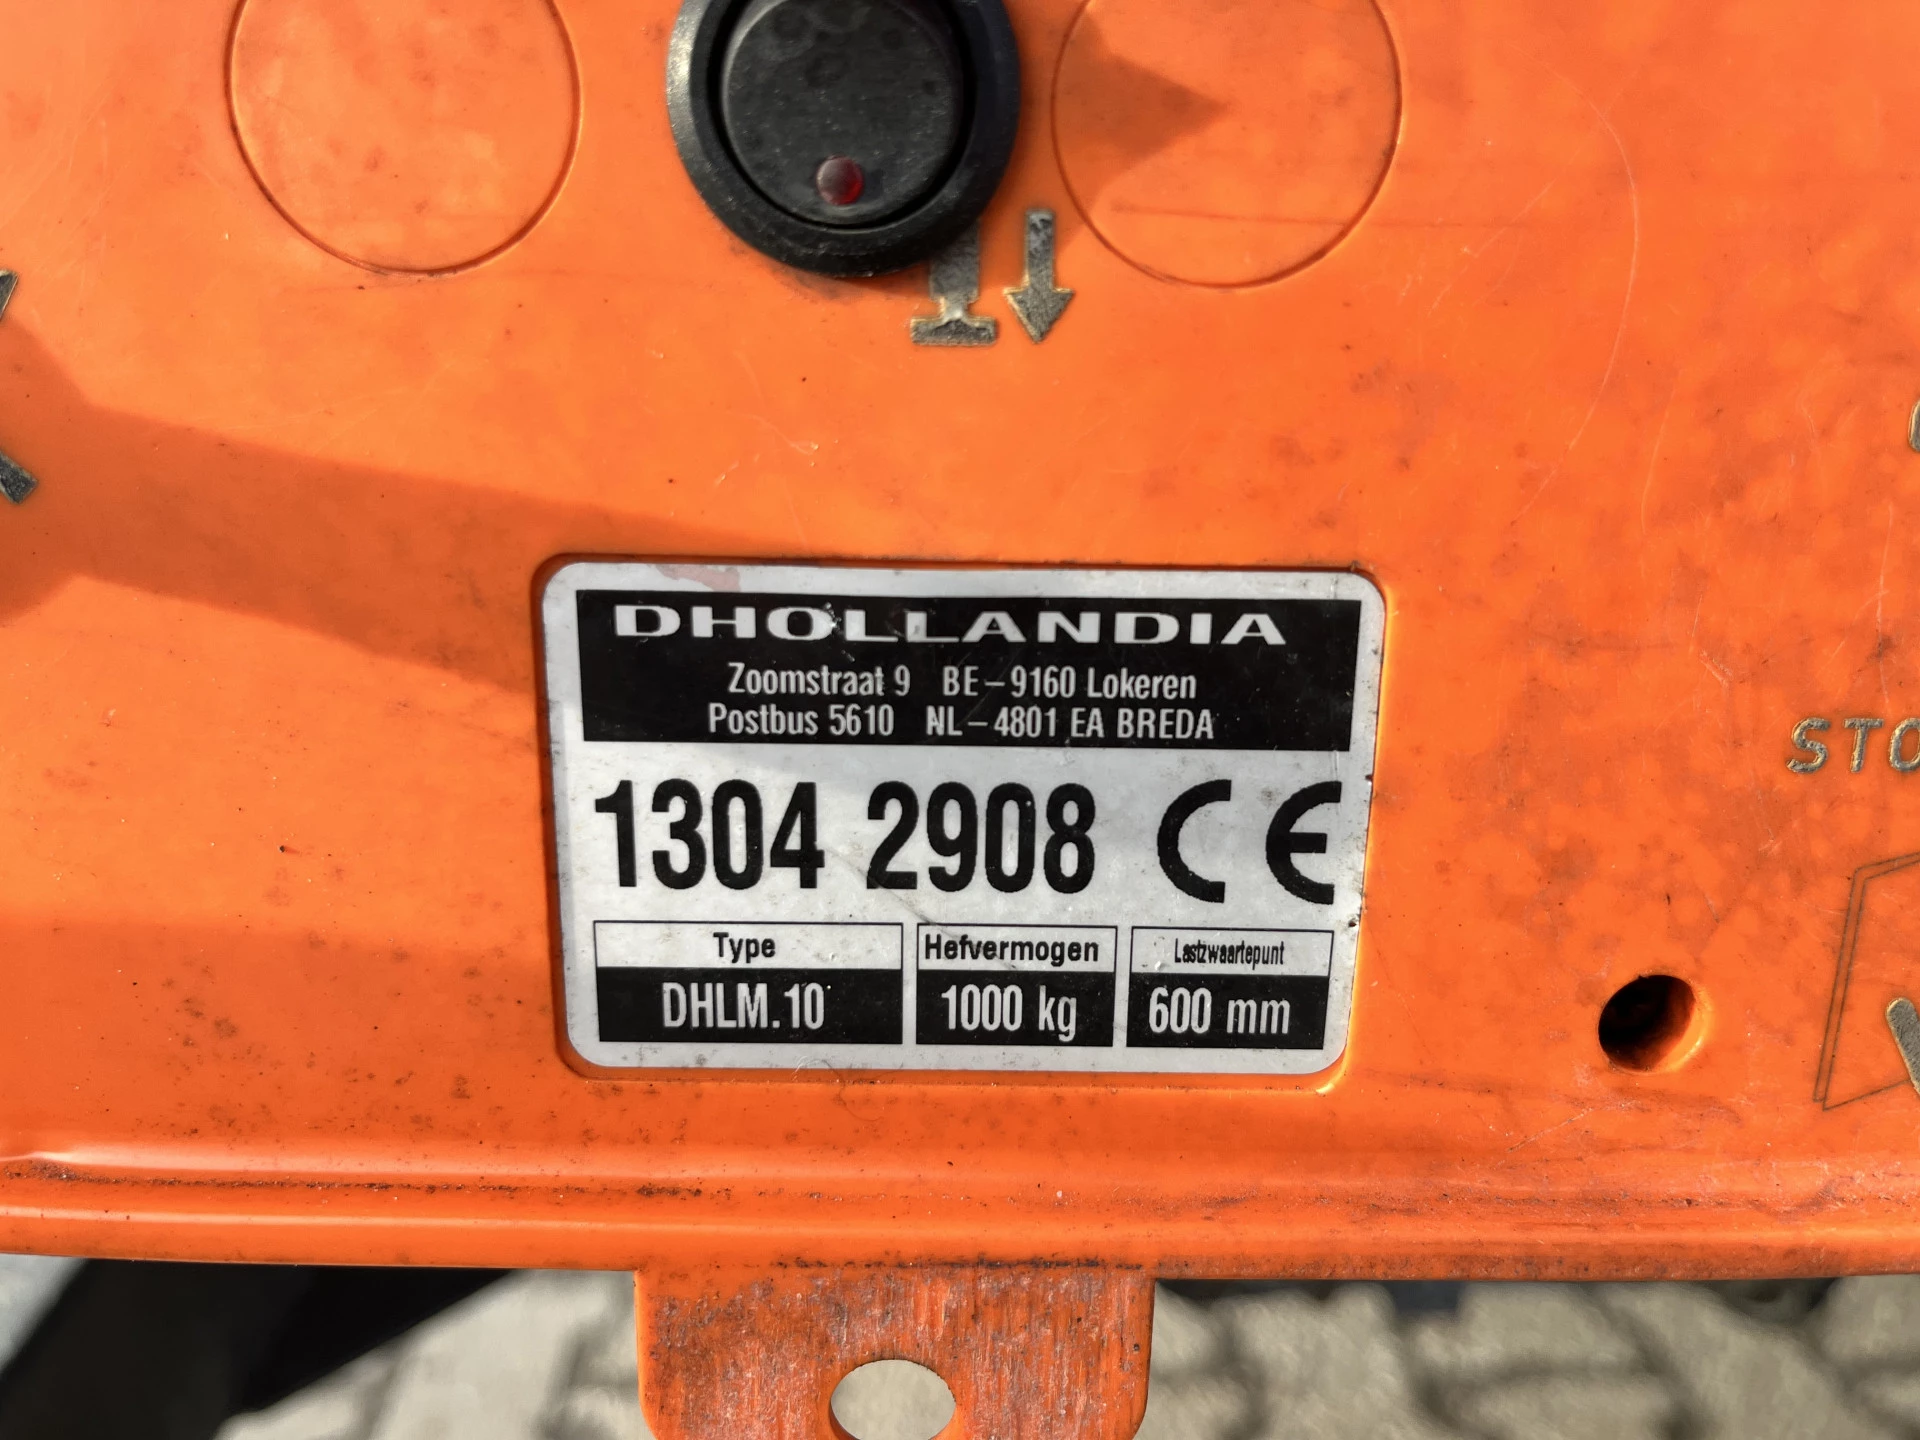 DHOLLANDIA
Zoomstraat 9 BE-9160 Lokeren
Postbus 5610 NL-4801 EA BREDA
1304 2908 CE
Type Hefvermogen Lastzwaartepunt
DHLM.10 1000 kg 600 mm